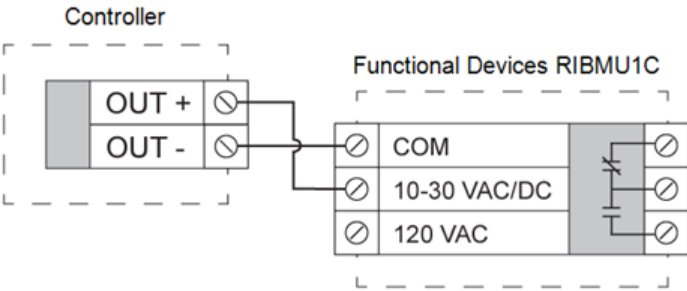 Controller
Functional Devices RIBMU1C
OUT +
OUT -
COM
10-30 VAC/DC
120 VAC